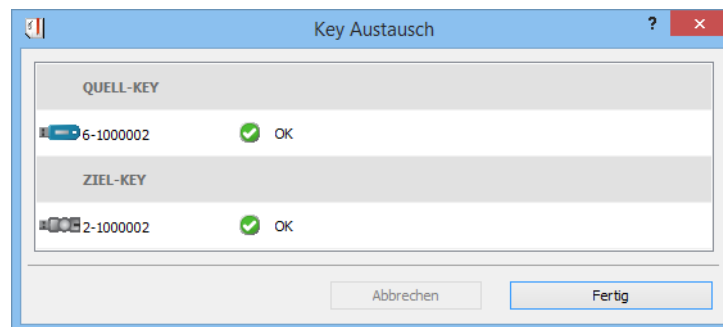 Key Austausch
QUELL-KEY
6-1000002 OK
ZIEL-KEY
2-1000002 OK
Abbrechen Fertig